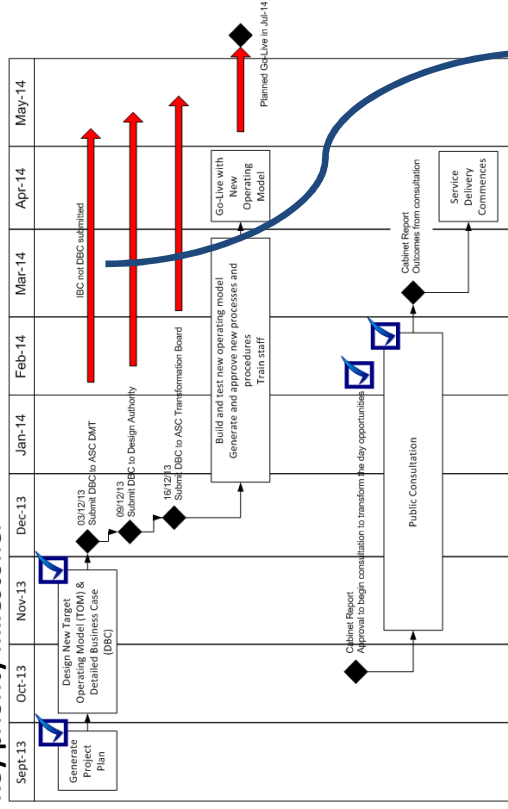 Sept-13
Oct-13
Nov-13
Dec-13
Jan-14
Feb-14
Mar-14
Apr-14
May-14
Generate
Project
Plan
Design New Target
Operating Model (TOM) &
Detailed Business Case
(DBC)
03/12/13
Submit DBC to ASC DMT
09/12/13
Submit DBC to Design Authority
16/12/13
Submit DBC to ASC Transformation Board
IBC not DBC submitted
Build and test new operating model
Generate and approve new processes and
procedures
Train staff
Go-Live with
New
Operating
Model
Planned Go-Live in Jul-14
Cabinet Report
Approval to begin consultation to transform the day opportunities
Public Consultation
Cabinet Report
Outcomes from consultation
Service
Delivery
Commences